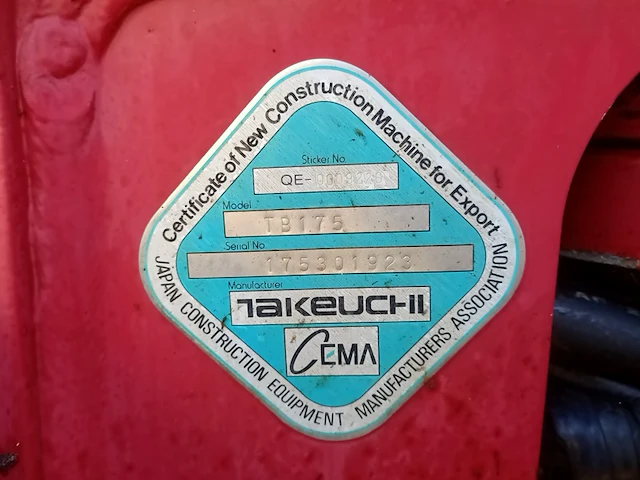 Certificate of New Construction Machine for Export
Sticker No.
QE-
Model
TB175
Serial No.
175301923
Manufacturer
TAKEUCHI
CEMA
JAPAN CONSTRUCTION EQUIPMENT MANUFACTURERS ASSOCIATION